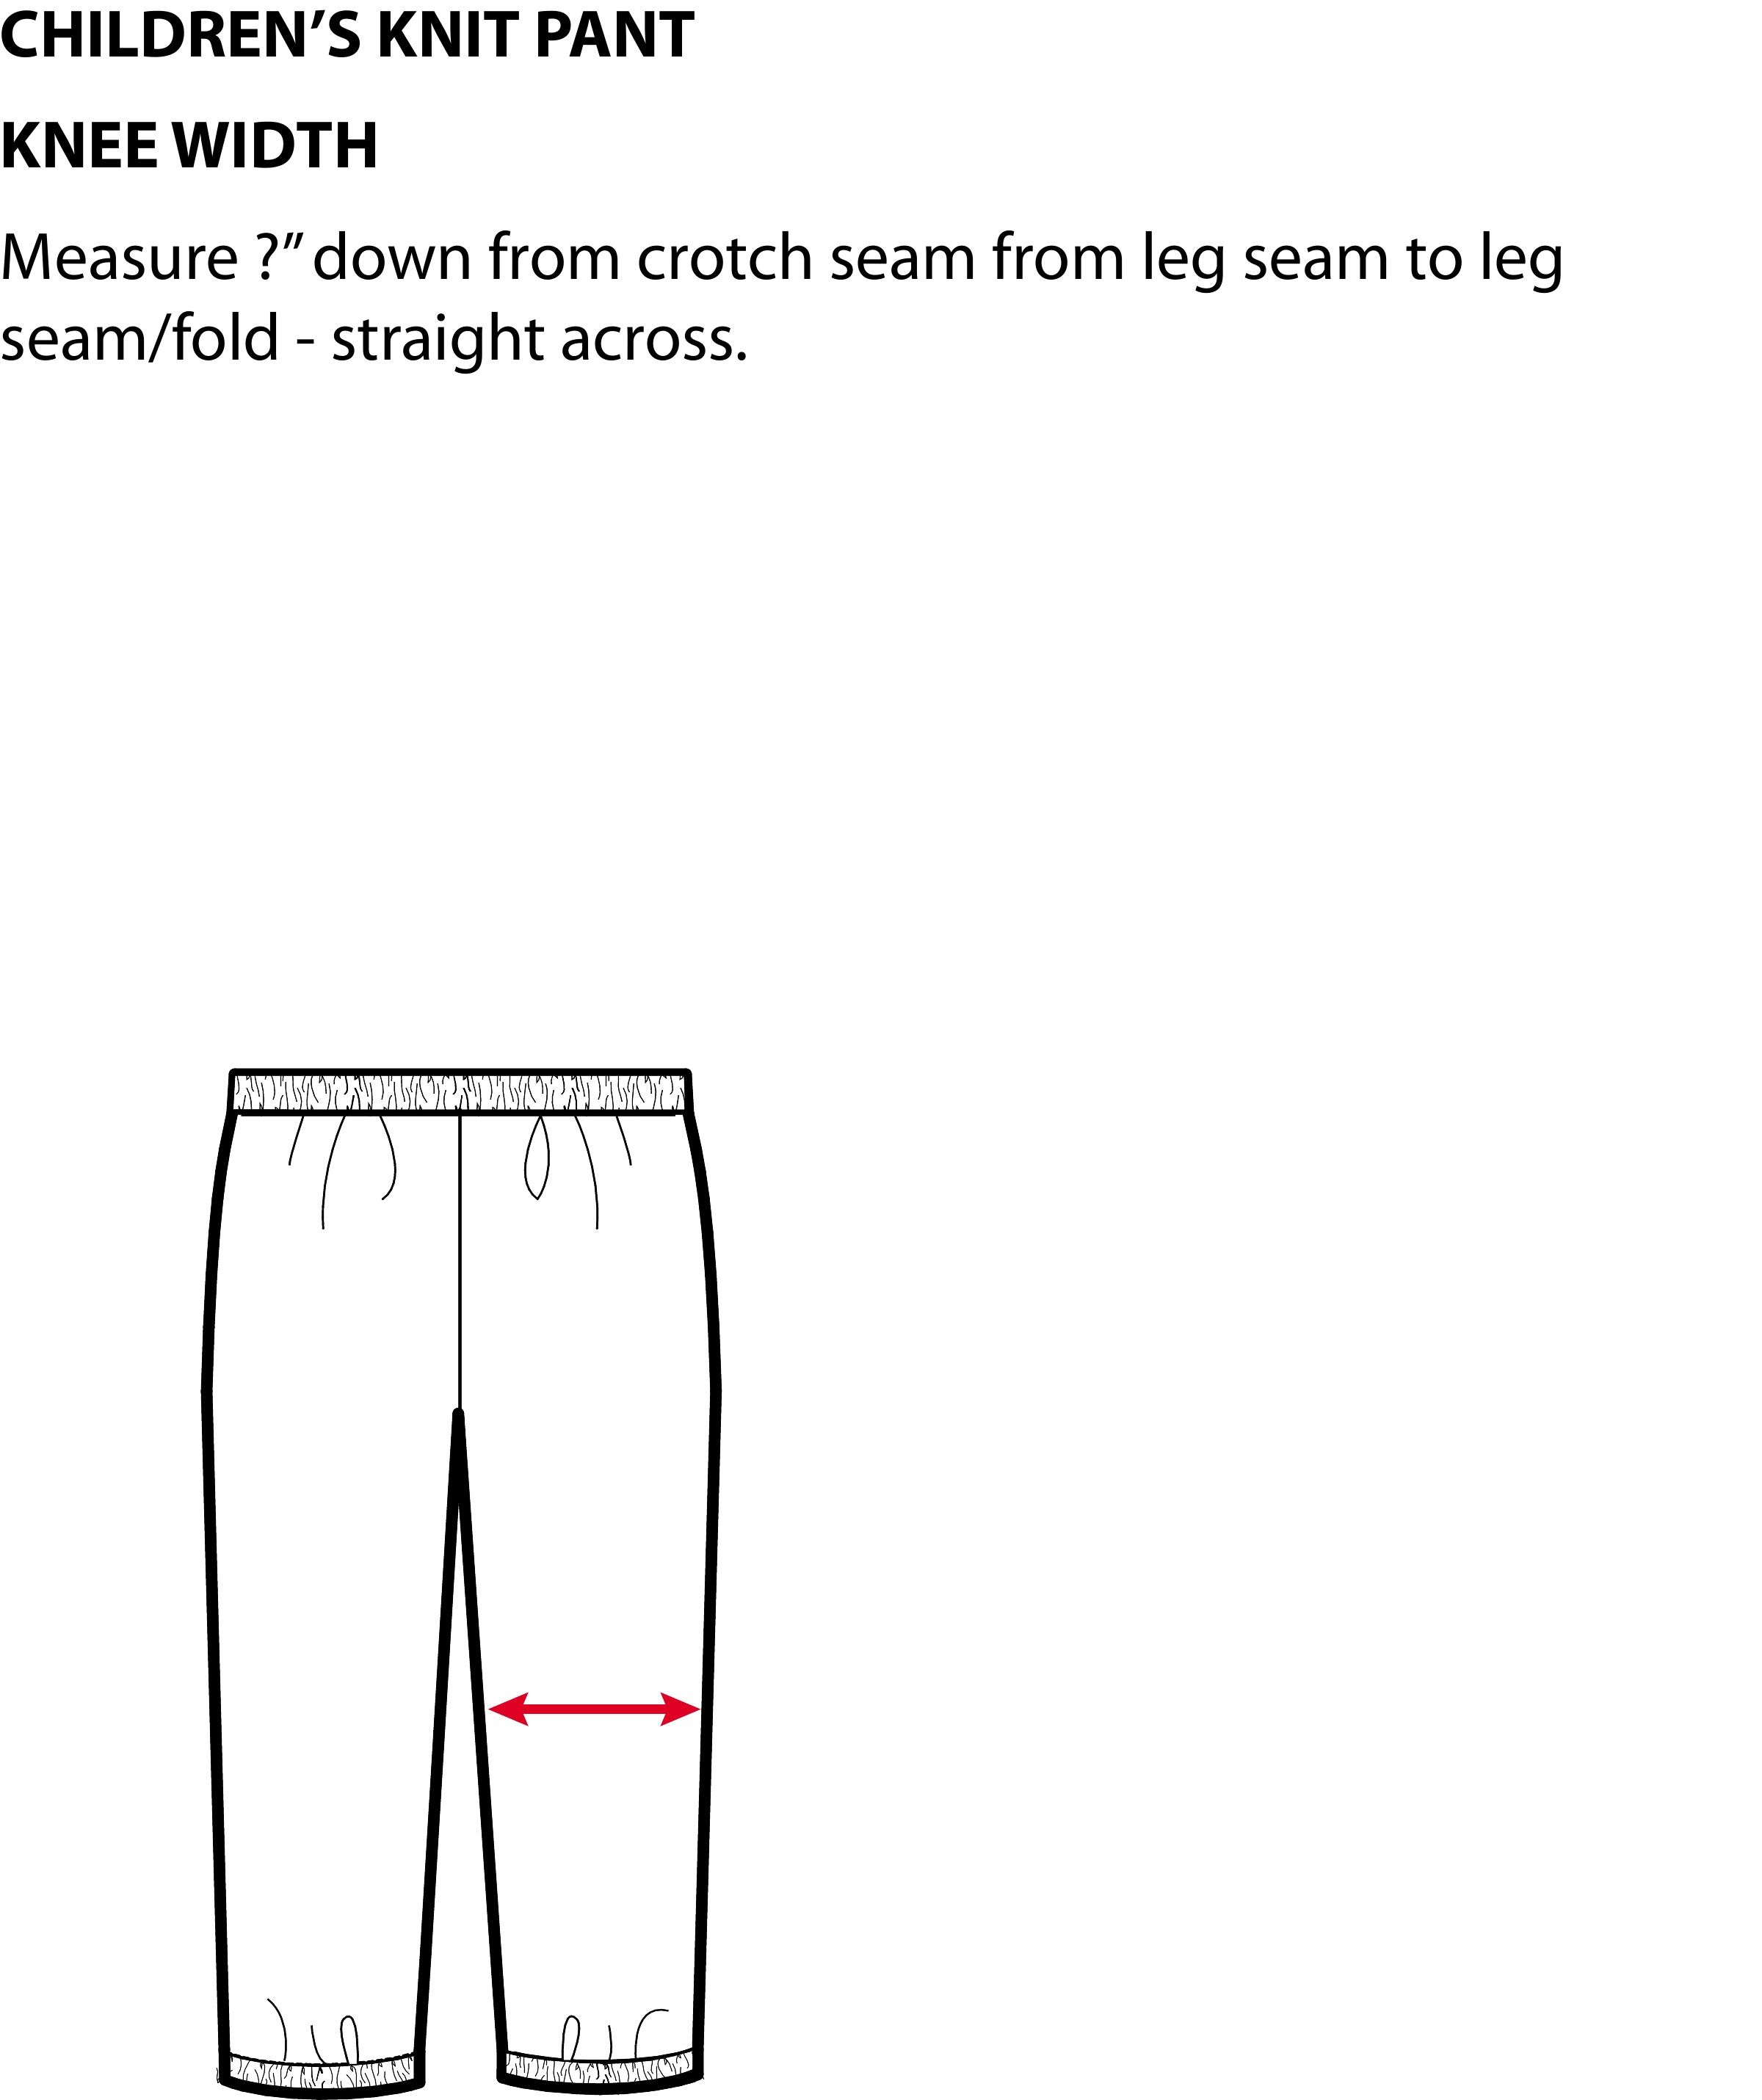 CHILDREN’S KNIT PANT
KNEE WIDTH
Measure ?” down from crotch seam from leg seam to leg
seam/fold - straight across.